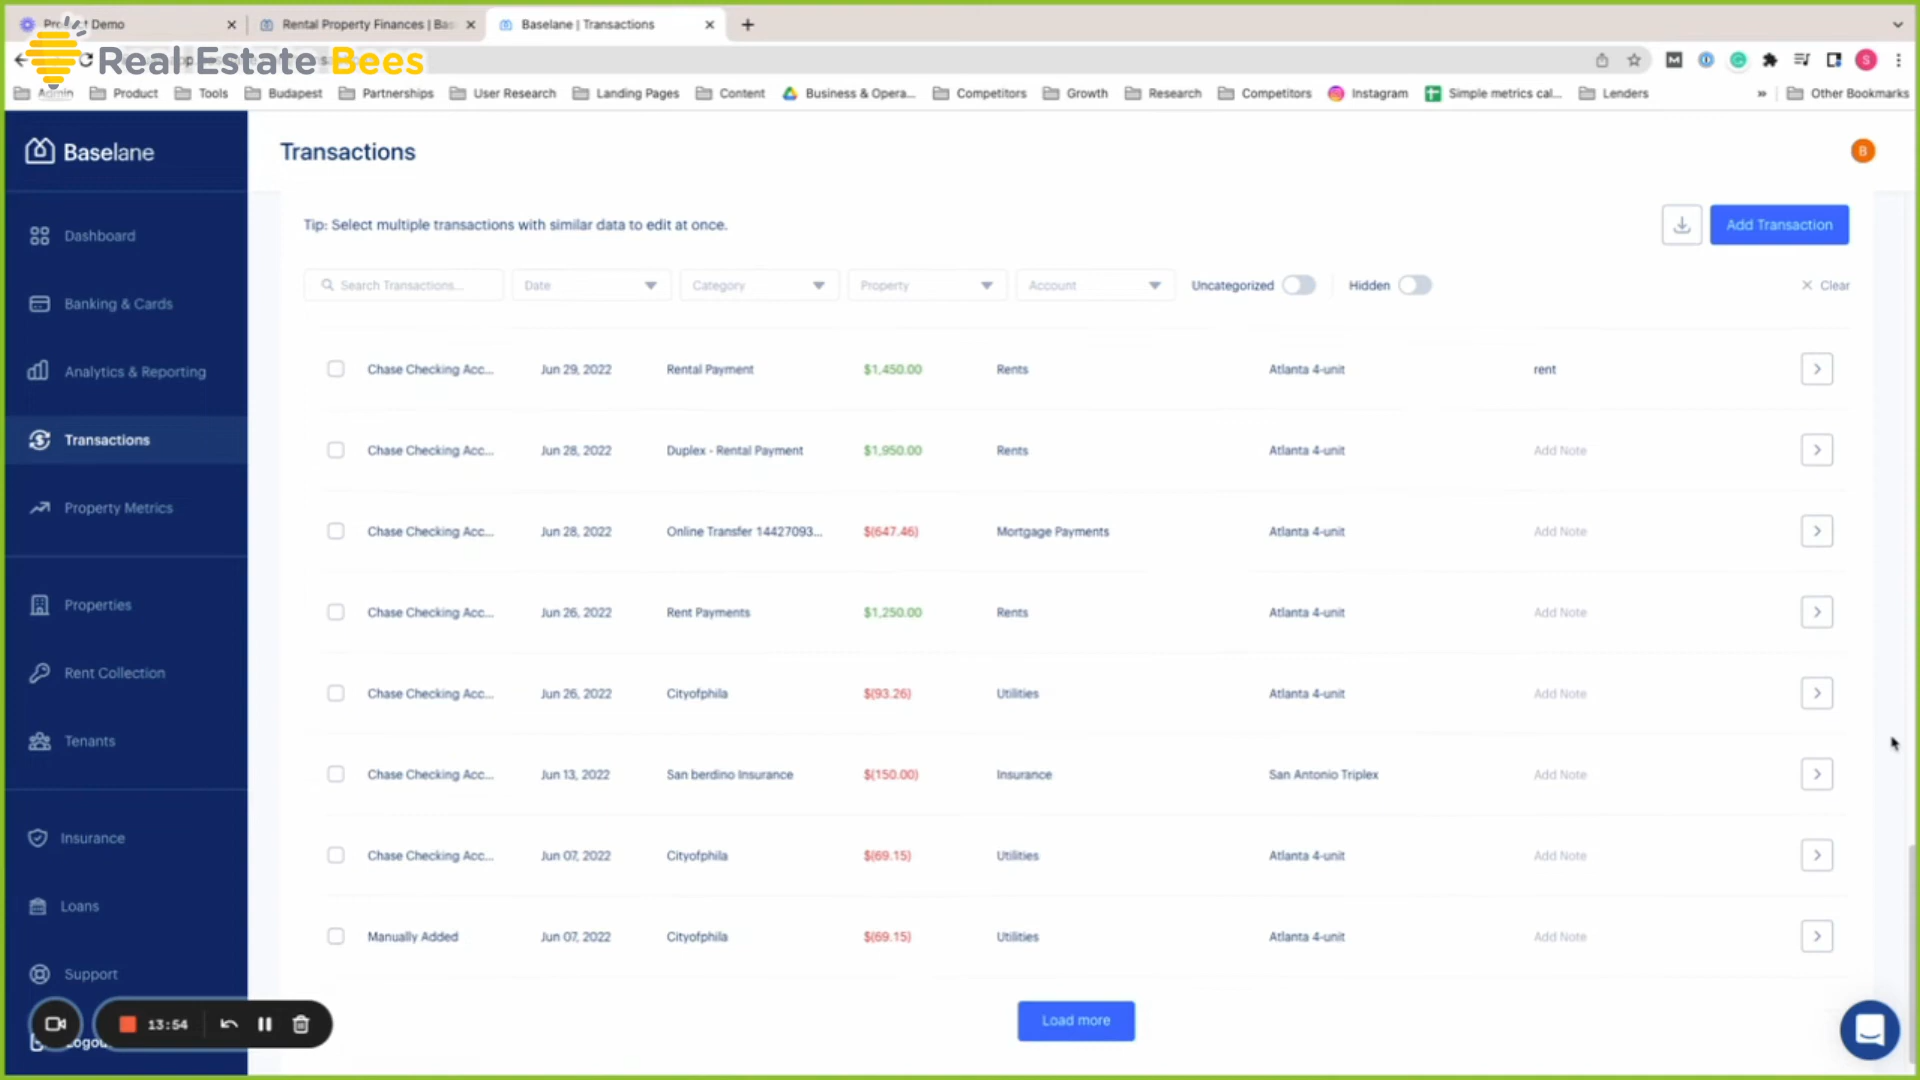 Demo
Rental Property Finances | Bas
Baselane | Transactions
Real Estate Bees
Admin
Product
Tools
Budapest
Partnerships
User Research
Landing Pages
Content
Business & Opera...
Competitors
Growth
Research
Competitors
Instagram
Simple metrics cal...
Lenders
»
Other Bookmarks
M
S
Baselane
Transactions
B
Tip: Select multiple transactions with similar data to edit at once.
Add Transaction
Search Transactions...
Date
Category
Property
Account
Uncategorized
Hidden
Clear
Dashboard
Banking & Cards
Analytics & Reporting
Transactions
Property Metrics
Properties
Rent Collection
Tenants
Insurance
Loans
Support
Chase Checking Acc... Jun 29, 2022 Rental Payment $1,450.00 Rents Atlanta 4-unit rent
Chase Checking Acc... Jun 28, 2022 Duplex - Rental Payment $1,950.00 Rents Atlanta 4-unit Add Note
Chase Checking Acc... Jun 28, 2022 Online Transfer 14427093... $(647.46) Mortgage Payments Atlanta 4-unit Add Note
Chase Checking Acc... Jun 26, 2022 Rent Payments $1,250.00 Rents Atlanta 4-unit Add Note
Chase Checking Acc... Jun 26, 2022 Cityofphila $(93.26) Utilities Atlanta 4-unit Add Note
Chase Checking Acc... Jun 13, 2022 San berdino Insurance $(150.00) Insurance San Antonio Triplex Add Note
Chase Checking Acc... Jun 07, 2022 Cityofphila $(69.15) Utilities Atlanta 4-unit Add Note
Manually Added Jun 07, 2022 Cityofphila $(69.15) Utilities Atlanta 4-unit Add Note
Load more
13:54